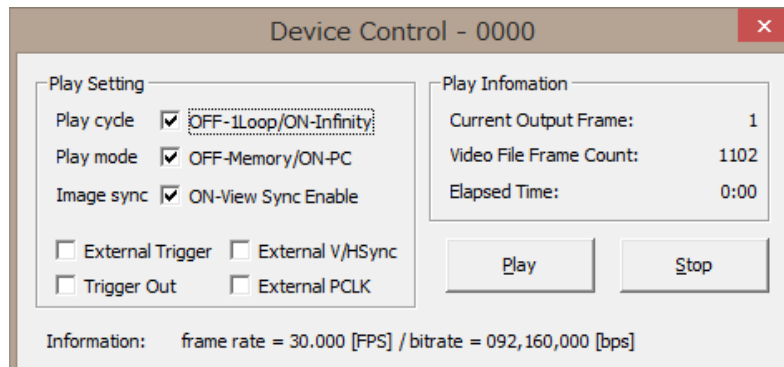 Device Control - 0000
Play Setting
Play cycle OFF-1Loop/ON-Infinity
Play mode OFF-Memory/ON-PC
Image sync ON-View Sync Enable
External Trigger External V/HSync
Trigger Out External PCLK
Play Infomation
Current Output Frame: 1
Video File Frame Count: 1102
Elapsed Time: 0:00
Play Stop
Information: frame rate = 30.000 [FPS] / bitrate = 092,160,000 [bps]